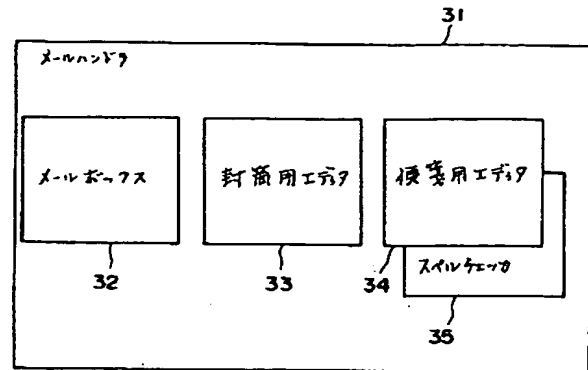 31
メールハンドラ
メールボックス
封筒用エディタ
便箋用エディタ
スペルチェッカ
32
33
34
35